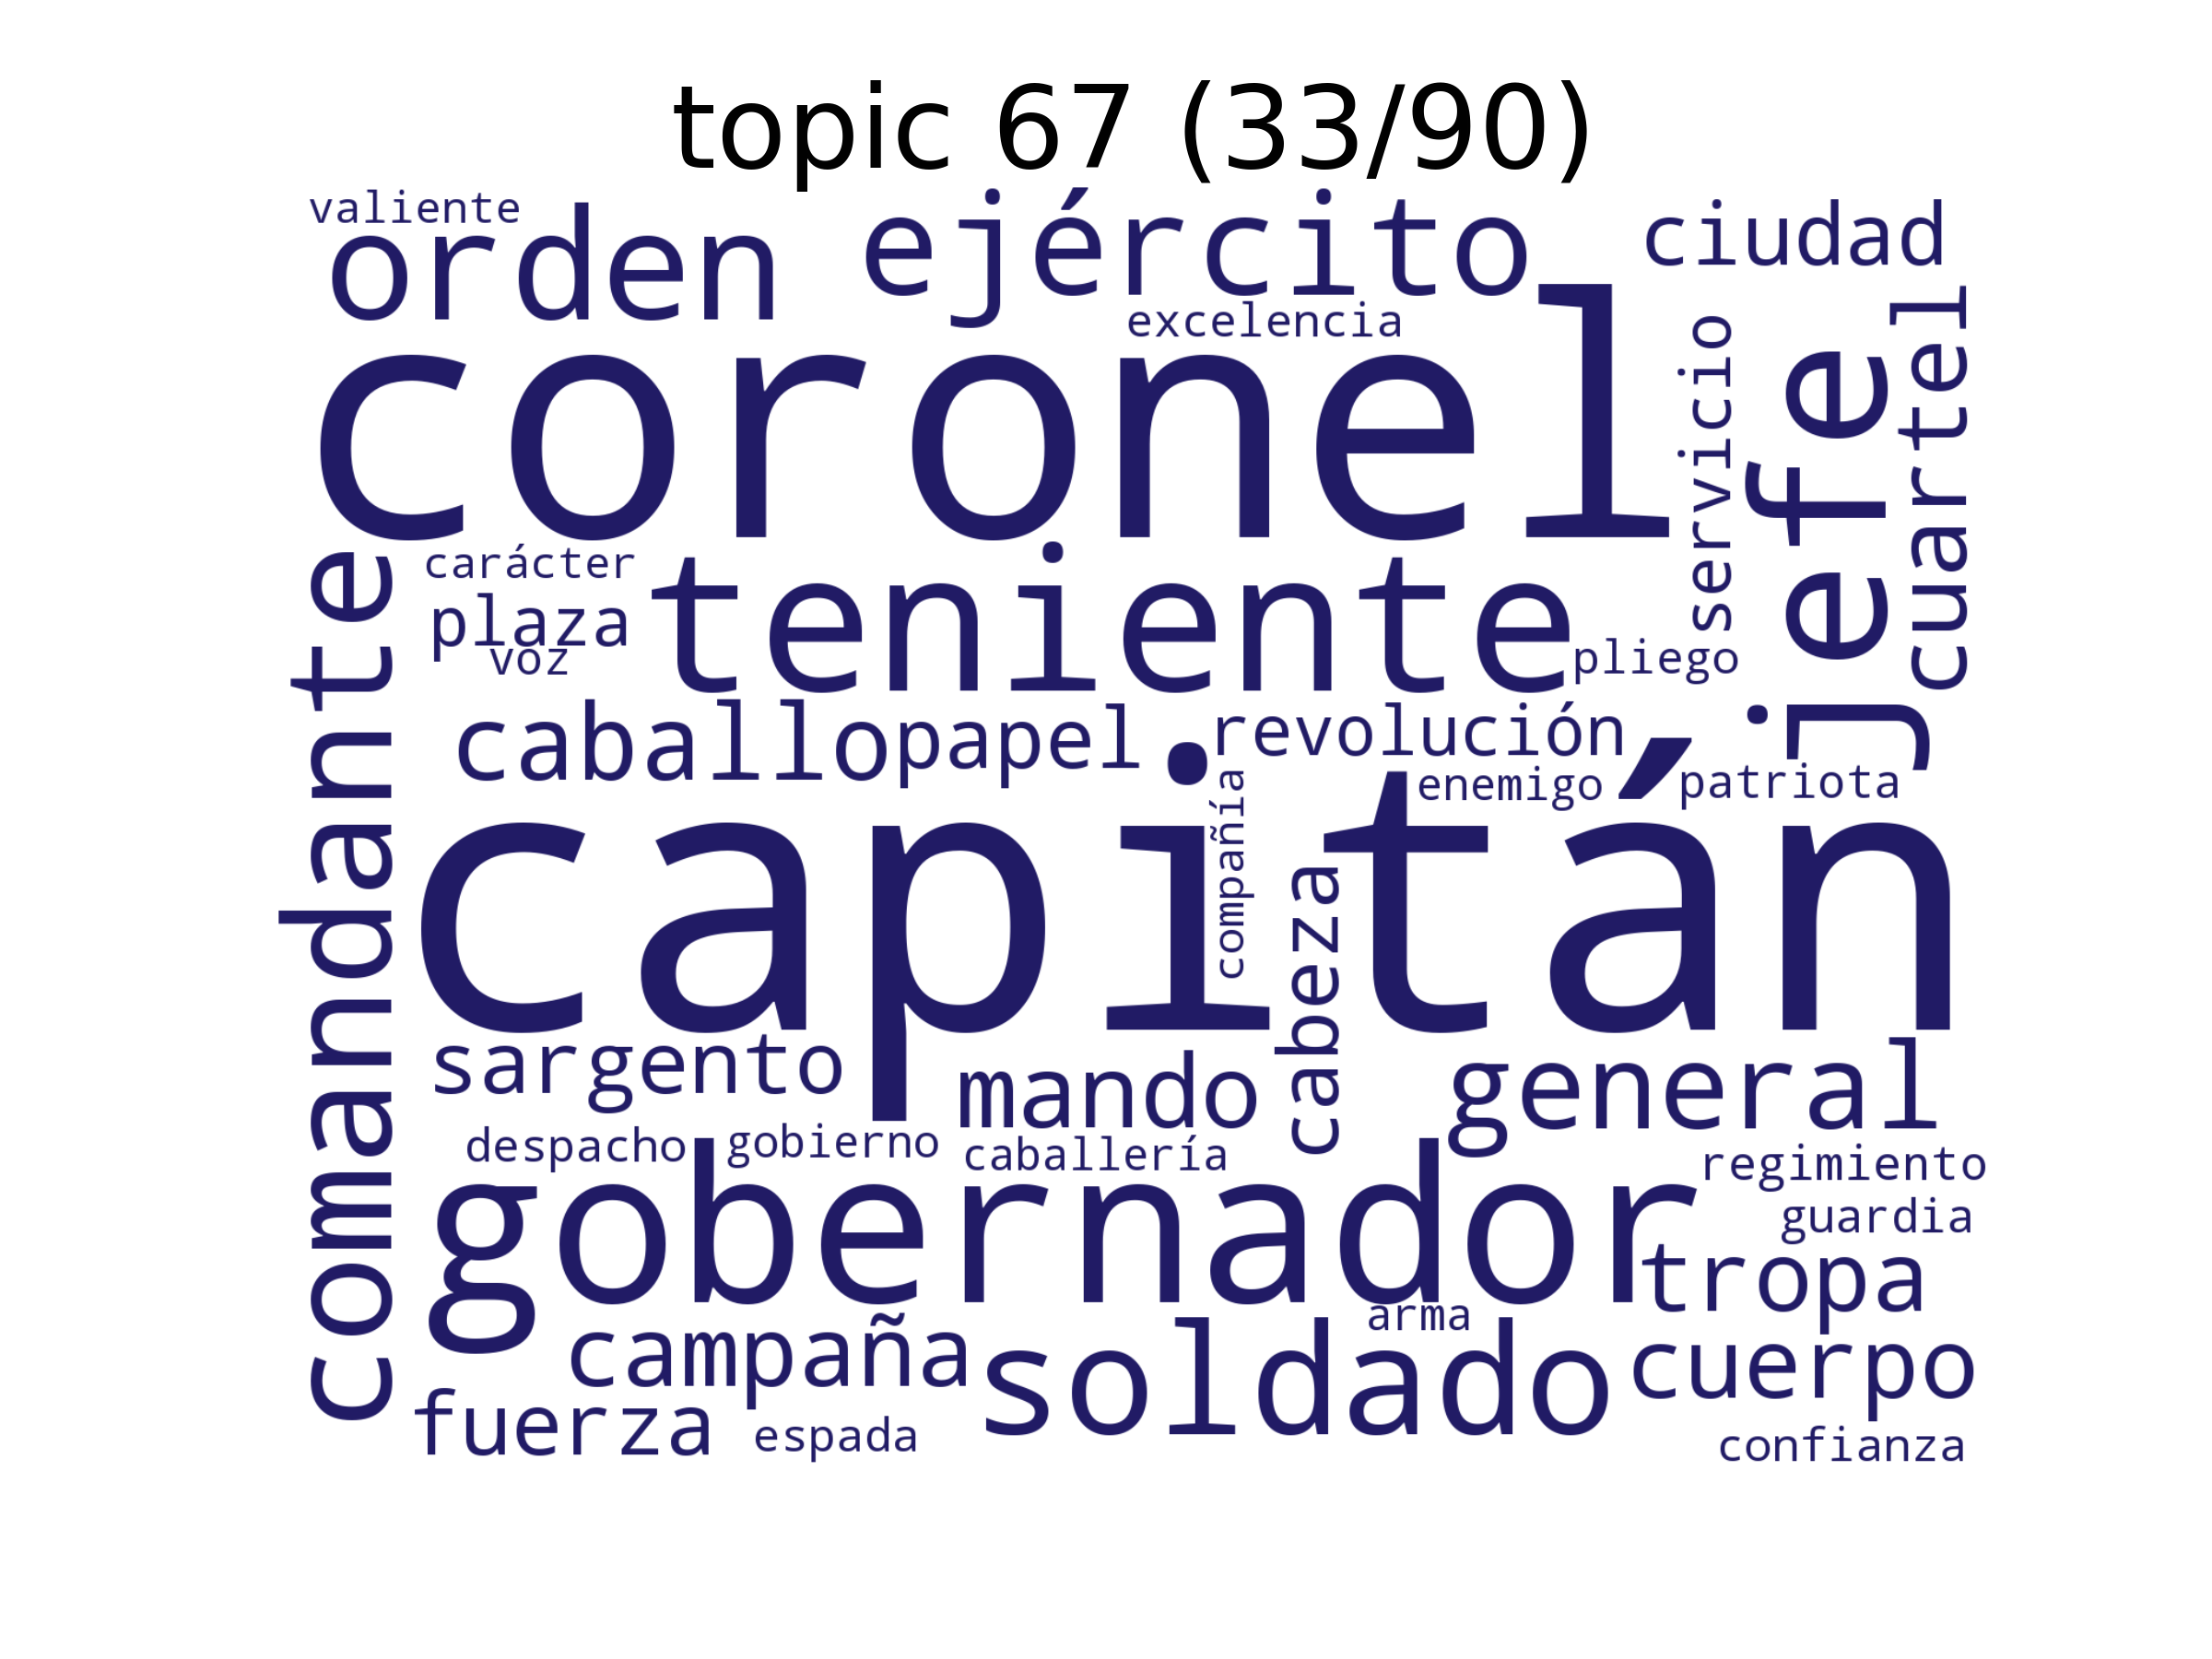 topic 67 (33/90)
valiente
orden
ejército
ciudad
excelencia
coronel
servicio
jefe
cuartel
comandante
carácter
teniente
plaza
voz
pliego
caballo
papel
revolución
enemigo
patriota
capitán
compañía
cabeza
sargento
mando
general
despacho
gobierno
caballería
regimiento
gobernador
guardia
tropa
arma
campaña
soldado
cuerpo
fuerza
espada
confianza